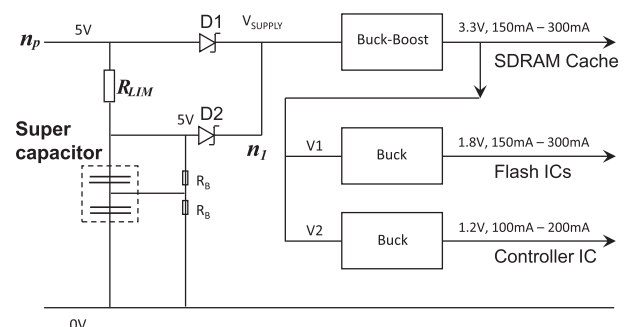 n_p
5V
D1
V_SUPPLY
Buck-Boost
3.3V, 150mA – 300mA
SDRAM Cache
R_LIM
5V
D2
n_1
Super
capacitor
R_B
R_B
V1
Buck
1.8V, 150mA – 300mA
Flash ICs
V2
Buck
1.2V, 100mA – 200mA
Controller IC
0V